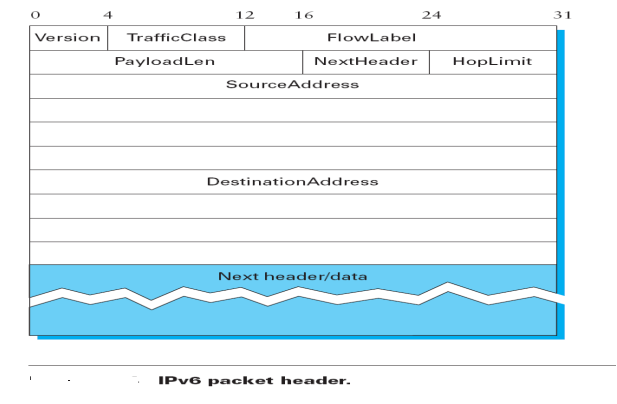 0 4 12 16 24 31
Version TrafficClass FlowLabel
PayloadLen NextHeader HopLimit
SourceAddress
DestinationAddress
Next header/data
IPv6 packet header.